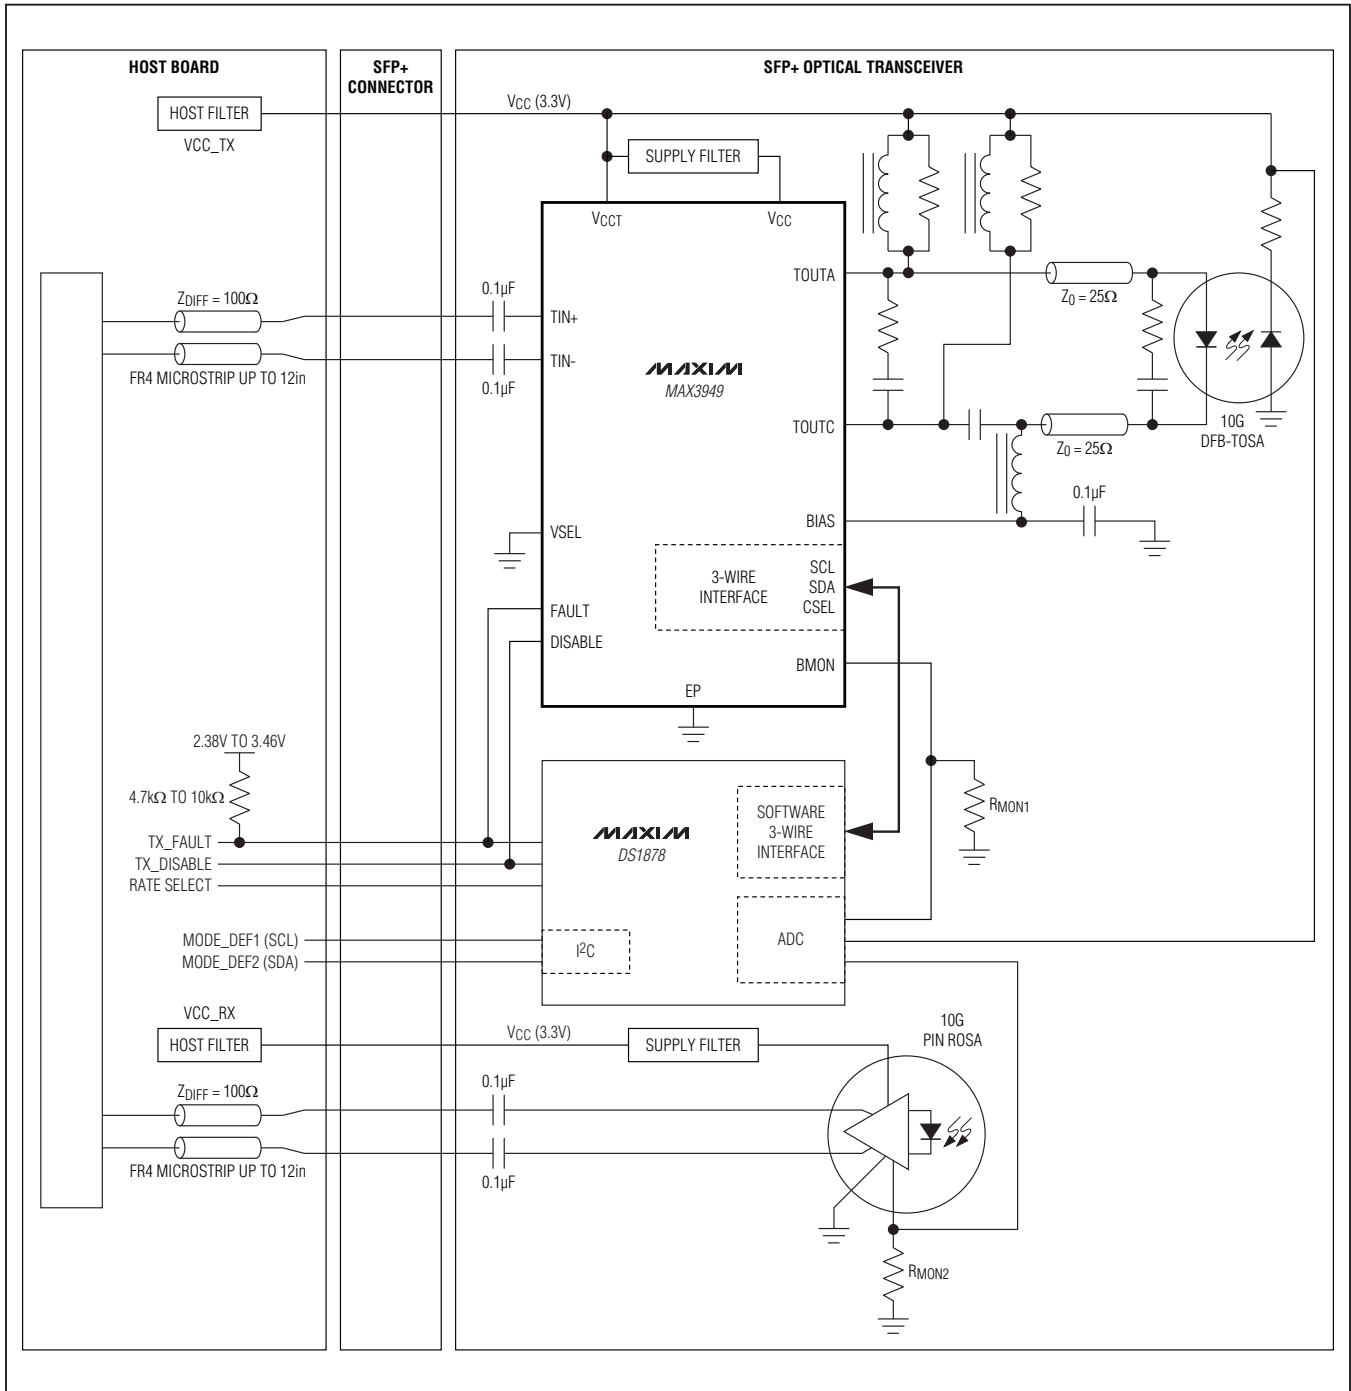 HOST BOARD
SFP+
CONNECTOR
SFP+ OPTICAL TRANSCEIVER
HOST FILTER
VCC_TX
VCC (3.3V)
SUPPLY FILTER
VCCT
VCC
TOUTA
Z0 = 25Ω
ZDIFF = 100Ω
FR4 MICROSTRIP UP TO 12in
0.1µF
0.1µF
TIN+
TIN-
MAXIM
MAX3949
TOUTC
Z0 = 25Ω
10G
DFB-TOSA
0.1µF
BIAS
VSEL
3-WIRE
INTERFACE
SCL
SDA
CSEL
FAULT
DISABLE
BMON
EP
2.38V TO 3.46V
4.7kΩ TO 10kΩ
TX_FAULT
TX_DISABLE
RATE SELECT
MAXIM
DS1878
SOFTWARE
3-WIRE
INTERFACE
RMON1
MODE_DEF1 (SCL)
MODE_DEF2 (SDA)
I2C
ADC
VCC_RX
HOST FILTER
VCC (3.3V)
SUPPLY FILTER
10G
PIN ROSA
ZDIFF = 100Ω
FR4 MICROSTRIP UP TO 12in
0.1µF
0.1µF
RMON2